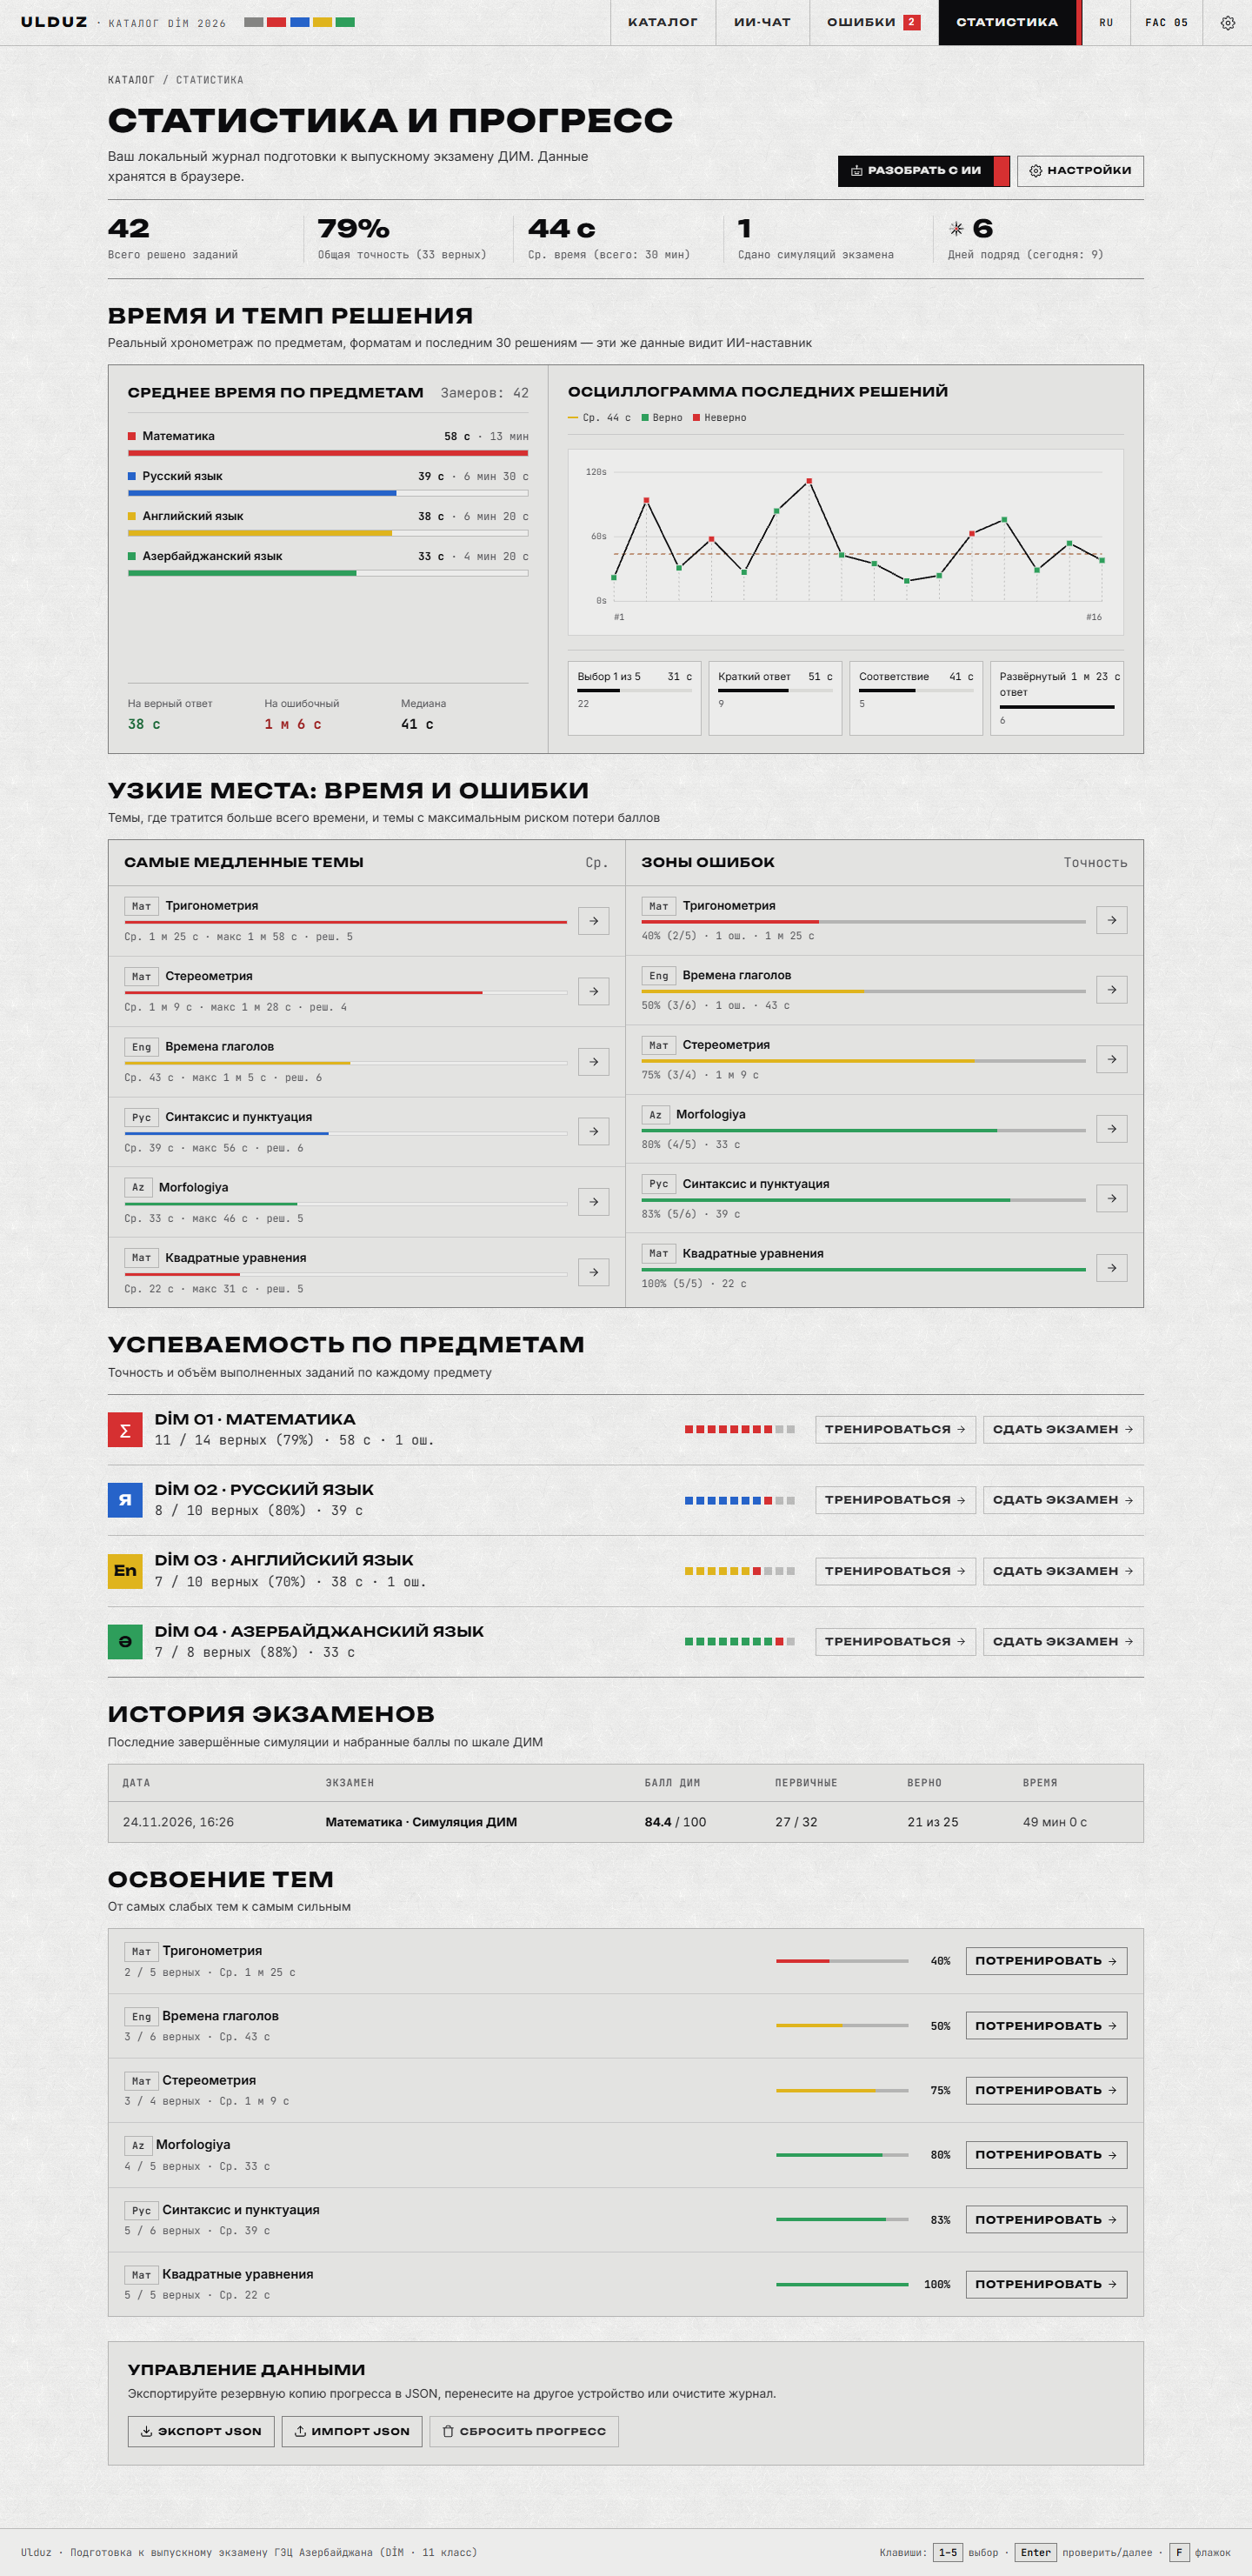 ULDUZ · КАТАЛОГ DİM 2026
КАТАЛОГ
ИИ-ЧАТ
ОШИБКИ 2
СТАТИСТИКА
RU
FAC 05
КАТАЛОГ / СТАТИСТИКА
СТАТИСТИКА И ПРОГРЕСС
Ваш локальный журнал подготовки к выпускному экзамену ДИМ. Данные
хранятся в браузере.
РАЗОБРАТЬ С ИИ
НАСТРОЙКИ
42
Всего решено заданий
79%
Общая точность (33 верных)
44 с
Ср. время (всего: 30 мин)
1
Сдано симуляций экзамена
6
Дней подряд (сегодня: 9)
ВРЕМЯ И ТЕМП РЕШЕНИЯ
Реальный хронометраж по предметам, форматам и последним 30 решениям — эти же данные видит ИИ-наставник
СРЕДНЕЕ ВРЕМЯ ПО ПРЕДМЕТАМ Замеров: 42
Математика 58 с · 13 мин
Русский язык 39 с · 6 мин 30 с
Английский язык 38 с · 6 мин 20 с
Азербайджанский язык 33 с · 4 мин 20 с
На верный ответ
38 с
На ошибочный
1 м 6 с
Медиана
41 с
ОСЦИЛЛОГРАММА ПОСЛЕДНИХ РЕШЕНИЙ
Ср. 44 с Верно Неверно
120s
60s
0s
#1 #16
Выбор 1 из 5 31 с
22
Краткий ответ 51 с
9
Соответствие 41 с
5
Развёрнутый 1 м 23 с
ответ
6
УЗКИЕ МЕСТА: ВРЕМЯ И ОШИБКИ
Темы, где тратится больше всего времени, и темы с максимальным риском потери баллов
САМЫЕ МЕДЛЕННЫЕ ТЕМЫ Ср.
Мат Тригонометрия
Ср. 1 м 25 с · макс 1 м 58 с · реш. 5
Мат Стереометрия
Ср. 1 м 9 с · макс 1 м 28 с · реш. 4
Eng Времена глаголов
Ср. 43 с · макс 1 м 5 с · реш. 6
Рус Синтаксис и пунктуация
Ср. 39 с · макс 56 с · реш. 6
Az Morfologiya
Ср. 33 с · макс 46 с · реш. 5
Мат Квадратные уравнения
Ср. 22 с · макс 31 с · реш. 5
ЗОНЫ ОШИБОК Точность
Мат Тригонометрия
40% (2/5) · 1 ош. · 1 м 25 с
Eng Времена глаголов
50% (3/6) · 1 ош. · 43 с
Мат Стереометрия
75% (3/4) · 1 м 9 с
Az Morfologiya
80% (4/5) · 33 с
Рус Синтаксис и пунктуация
83% (5/6) · 39 с
Мат Квадратные уравнения
100% (5/5) · 22 с
УСПЕВАЕМОСТЬ ПО ПРЕДМЕТАМ
Точность и объём выполненных заданий по каждому предмету
Σ
DİM 01 · МАТЕМАТИКА
11 / 14 верных (79%) · 58 с · 1 ош.
ТРЕНИРОВАТЬСЯ → СДАТЬ ЭКЗАМЕН →
Я
DİM 02 · РУССКИЙ ЯЗЫК
8 / 10 верных (80%) · 39 с
ТРЕНИРОВАТЬСЯ → СДАТЬ ЭКЗАМЕН →
En
DİM 03 · АНГЛИЙСКИЙ ЯЗЫК
7 / 10 верных (70%) · 38 с · 1 ош.
ТРЕНИРОВАТЬСЯ → СДАТЬ ЭКЗАМЕН →
Ə
DİM 04 · АЗЕРБАЙДЖАНСКИЙ ЯЗЫК
7 / 8 верных (88%) · 33 с
ТРЕНИРОВАТЬСЯ → СДАТЬ ЭКЗАМЕН →
ИСТОРИЯ ЭКЗАМЕНОВ
Последние завершённые симуляции и набранные баллы по шкале ДИМ
ДАТА ЭКЗАМЕН БАЛЛ ДИМ ПЕРВИЧНЫЕ ВЕРНО ВРЕМЯ
24.11.2026, 16:26 Математика · Симуляция ДИМ 84.4 / 100 27 / 32 21 из 25 49 мин 0 с
ОСВОЕНИЕ ТЕМ
От самых слабых тем к самым сильным
Мат Тригонометрия
2 / 5 верных · Ср. 1 м 25 с
40% ПОТРЕНИРОВАТЬ →
Eng Времена глаголов
3 / 6 верных · Ср. 43 с
50% ПОТРЕНИРОВАТЬ →
Мат Стереометрия
3 / 4 верных · Ср. 1 м 9 с
75% ПОТРЕНИРОВАТЬ →
Az Morfologiya
4 / 5 верных · Ср. 33 с
80% ПОТРЕНИРОВАТЬ →
Рус Синтаксис и пунктуация
5 / 6 верных · Ср. 39 с
83% ПОТРЕНИРОВАТЬ →
Мат Квадратные уравнения
5 / 5 верных · Ср. 22 с
100% ПОТРЕНИРОВАТЬ →
УПРАВЛЕНИЕ ДАННЫМИ
Экспортируйте резервную копию прогресса в JSON, перенесите на другое устройство или очистите журнал.
ЭКСПОРТ JSON
ИМПОРТ JSON
СБРОСИТЬ ПРОГРЕСС
Ulduz · Подготовка к выпускному экзамену ГЭЦ Азербайджана (DİM · 11 класс)
Клавиши: 1–5 выбор · Enter проверить/далее · F флажок